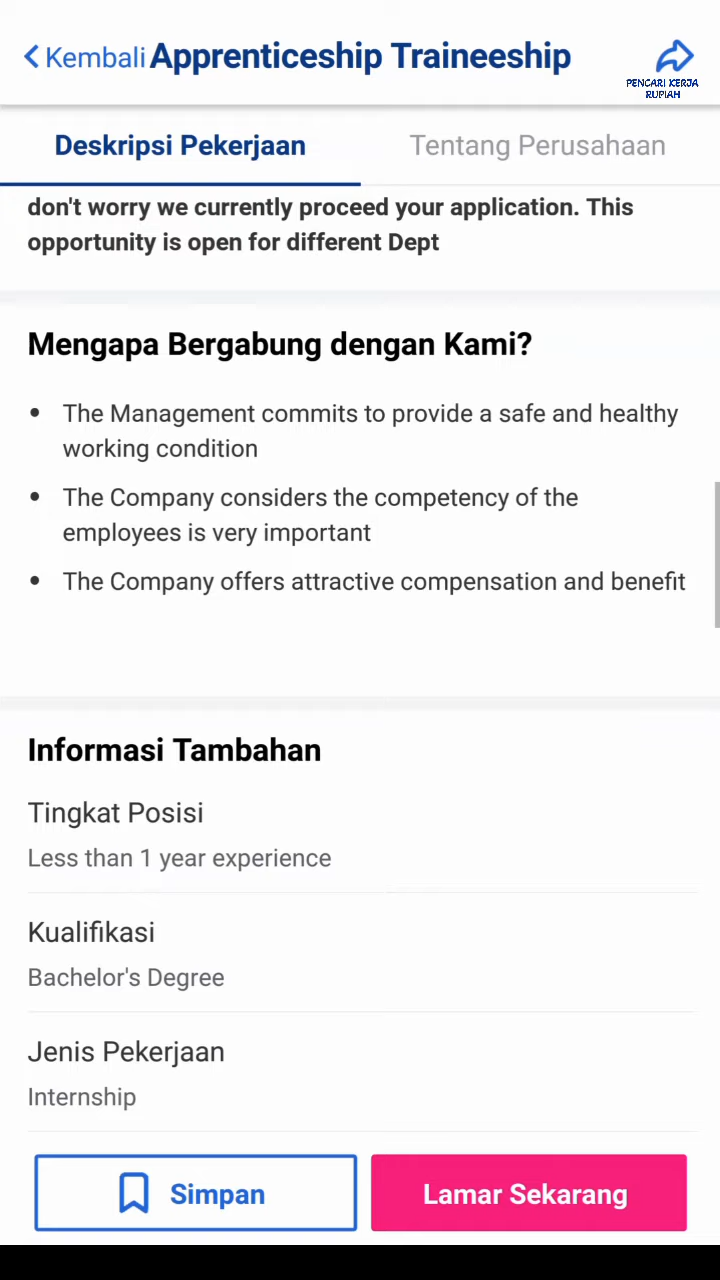 Kembali Apprenticeship Traineeship
PENCARI KERJA
RUPIAH
Deskripsi Pekerjaan Tentang Perusahaan
don't worry we currently proceed your application. This
opportunity is open for different Dept
Mengapa Bergabung dengan Kami?
• The Management commits to provide a safe and healthy
working condition
• The Company considers the competency of the
employees is very important
• The Company offers attractive compensation and benefit
Informasi Tambahan
Tingkat Posisi
Less than 1 year experience
Kualifikasi
Bachelor's Degree
Jenis Pekerjaan
Internship
Simpan Lamar Sekarang